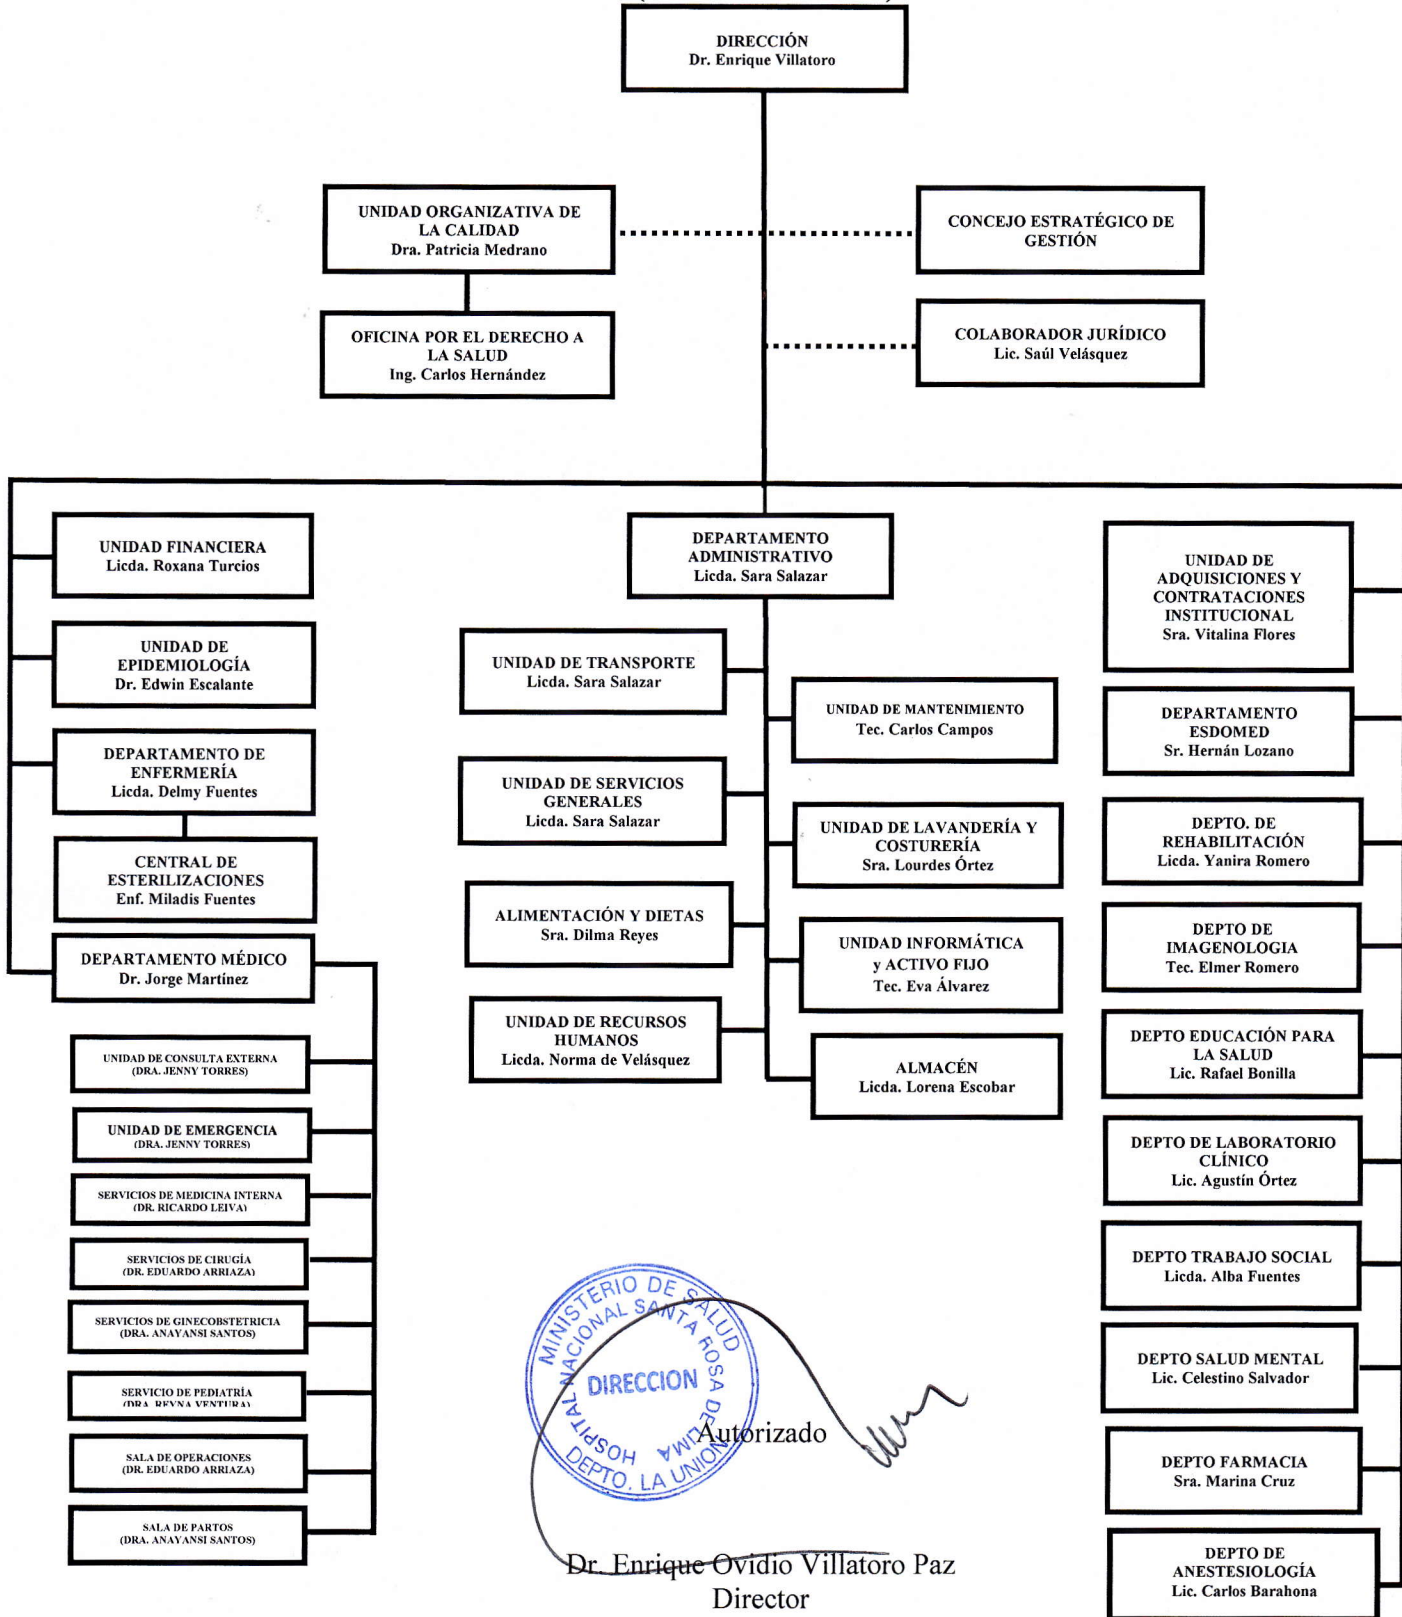 DIRECCIÓN
Dr. Enrique Villatoro
UNIDAD ORGANIZATIVA DE
LA CALIDAD
Dra. Patricia Medrano
CONCEJO ESTRATÉGICO DE
GESTIÓN
OFICINA POR EL DERECHO A
LA SALUD
Ing. Carlos Hernández
COLABORADOR JURÍDICO
Lic. Saúl Velásquez
UNIDAD FINANCIERA
Licda. Roxana Turcios
UNIDAD DE
EPIDEMIOLOGÍA
Dr. Edwin Escalante
DEPARTAMENTO DE
ENFERMERÍA
Licda. Delmy Fuentes
CENTRAL DE
ESTERILIZACIONES
Enf. Miladis Fuentes
DEPARTAMENTO MÉDICO
Dr. Jorge Martínez
UNIDAD DE CONSULTA EXTERNA
(DRA. JENNY TORRES)
UNIDAD DE EMERGENCIA
(DRA. JENNY TORRES)
SERVICIOS DE MEDICINA INTERNA
(DR. RICARDO LEIVA)
SERVICIOS DE CIRUGÍA
(DR. EDUARDO ARRIAZA)
SERVICIOS DE GINECOBSTETRICIA
(DRA. ANAYANSI SANTOS)
SERVICIO DE PEDIATRÍA
(DRA. REYNA VENTURA)
SALA DE OPERACIONES
(DR. EDUARDO ARRIAZA)
SALA DE PARTOS
(DRA. ANAYANSI SANTOS)
DEPARTAMENTO
ADMINISTRATIVO
Licda. Sara Salazar
UNIDAD DE TRANSPORTE
Licda. Sara Salazar
UNIDAD DE MANTENIMIENTO
Tec. Carlos Campos
UNIDAD DE SERVICIOS
GENERALES
Licda. Sara Salazar
UNIDAD DE LAVANDERÍA Y
COSTURERÍA
Sra. Lourdes Órtez
ALIMENTACIÓN Y DIETAS
Sra. Dilma Reyes
UNIDAD INFORMÁTICA
y ACTIVO FIJO
Tec. Eva Álvarez
UNIDAD DE RECURSOS
HUMANOS
Licda. Norma de Velásquez
ALMACÉN
Licda. Lorena Escobar
UNIDAD DE
ADQUISICIONES Y
CONTRATACIONES
INSTITUCIONAL
Sra. Vitalina Flores
DEPARTAMENTO
ESDOMED
Sr. Hernán Lozano
DEPTO. DE
REHABILITACIÓN
Licda. Yanira Romero
DEPTO DE
IMAGENOLOGIA
Tec. Elmer Romero
DEPTO EDUCACIÓN PARA
LA SALUD
Lic. Rafael Bonilla
DEPTO DE LABORATORIO
CLÍNICO
Lic. Agustín Órtez
DEPTO TRABAJO SOCIAL
Licda. Alba Fuentes
DEPTO SALUD MENTAL
Lic. Celestino Salvador
DEPTO FARMACIA
Sra. Marina Cruz
DEPTO DE
ANESTESIOLOGÍA
Lic. Carlos Barahona
MINISTERIO DE SALUD
HOSPITAL NACIONAL SANTA ROSA DE LIMA
DIRECCION
DEPTO. LA UNION
Autorizado
Dr. Enrique Ovidio Villatoro Paz
Director